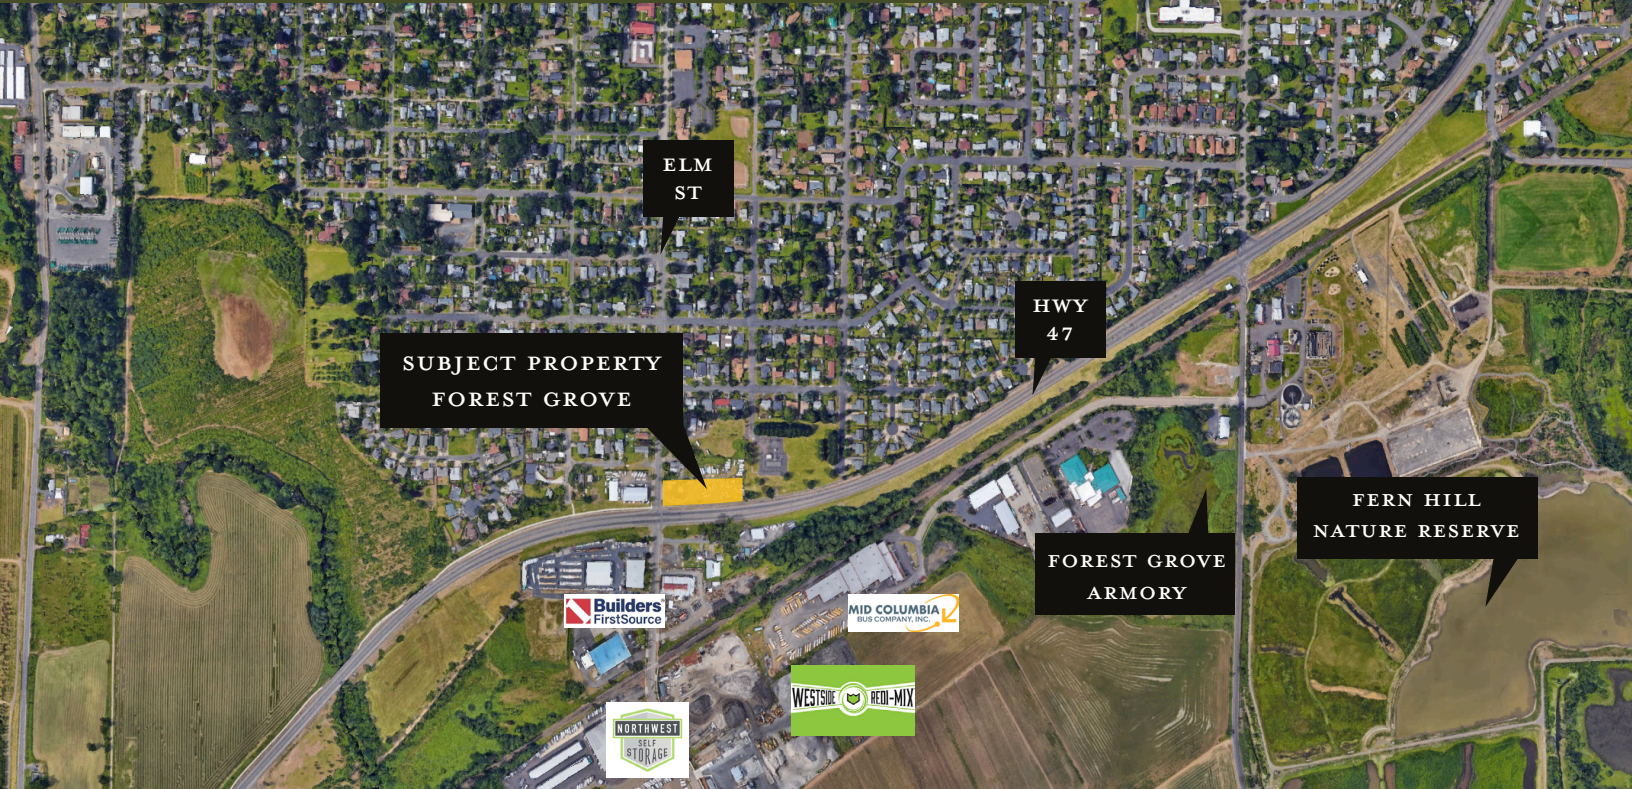 ELM
ST
HWY
47
SUBJECT PROPERTY
FOREST GROVE
FERN HILL
NATURE RESERVE
FOREST GROVE
ARMORY
Builders
FirstSource
MID COLUMBIA
BUS COMPANY, INC.
WESTSIDE REDI-MIX
NORTHWEST
SELF
STORAGE